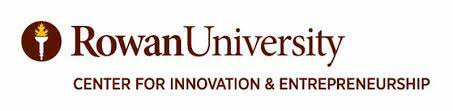 RowanUniversity
CENTER FOR INNOVATION & ENTREPRENEURSHIP